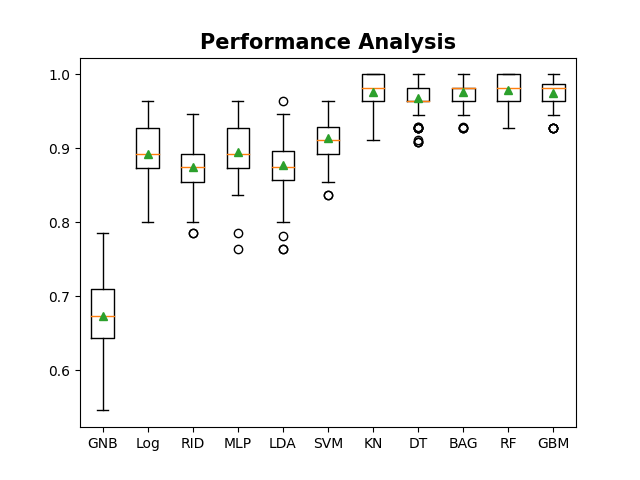 Performance Analysis
1.0
0.9
0.8
0.7
0.6
GNB Log RID MLP LDA SVM KN DT BAG RF GBM